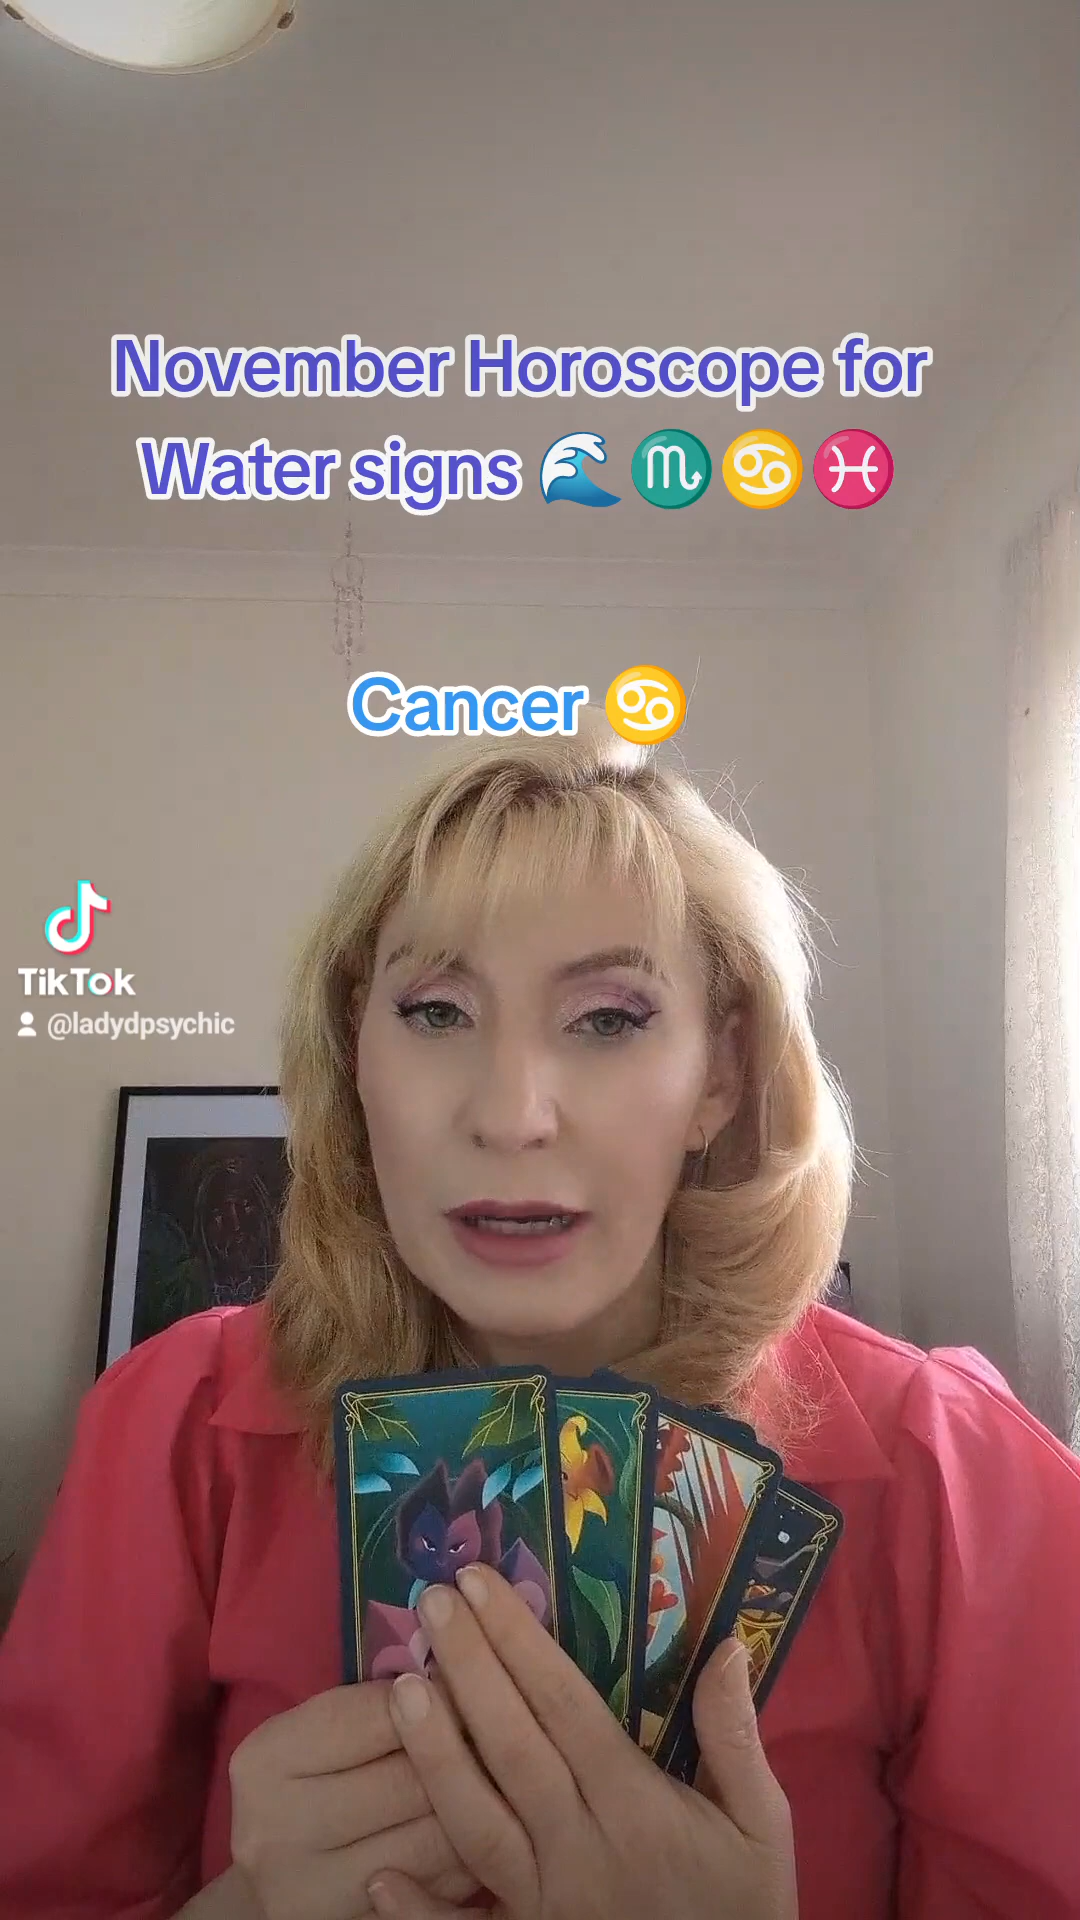 November Horoscope for
Water signs 🌊♏♋♓
Cancer ♋
TikTok
@ladydpsychic